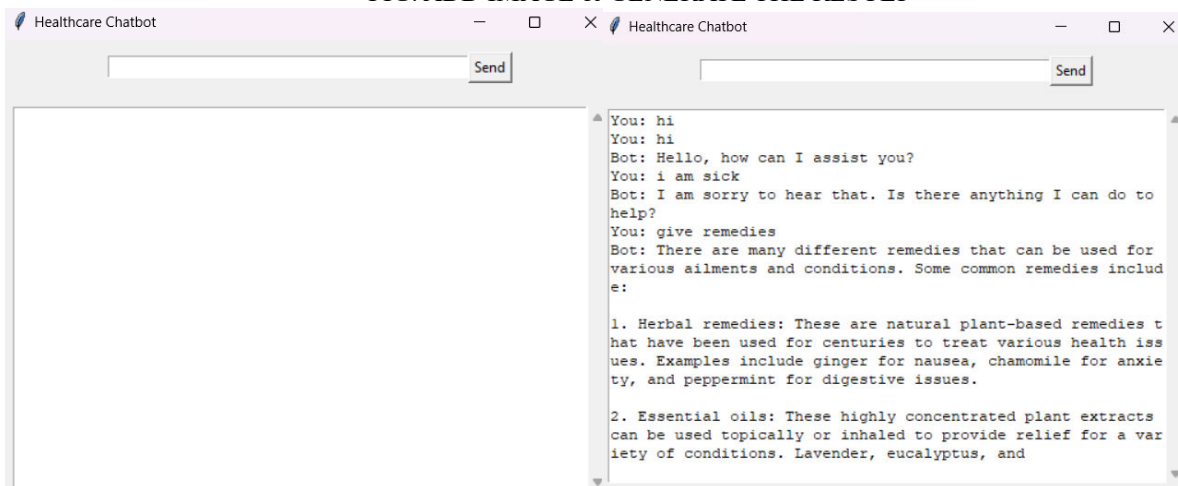 Healthcare Chatbot
Send
Healthcare Chatbot
Send
You: hi
You: hi
Bot: Hello, how can I assist you?
You: i am sick
Bot: I am sorry to hear that. Is there anything I can do to
help?
You: give remedies
Bot: There are many different remedies that can be used for
various ailments and conditions. Some common remedies includ
e:
1. Herbal remedies: These are natural plant-based remedies t
hat have been used for centuries to treat various health iss
ues. Examples include ginger for nausea, chamomile for anxie
ty, and peppermint for digestive issues.
2. Essential oils: These highly concentrated plant extracts
can be used topically or inhaled to provide relief for a var
iety of conditions. Lavender, eucalyptus, and